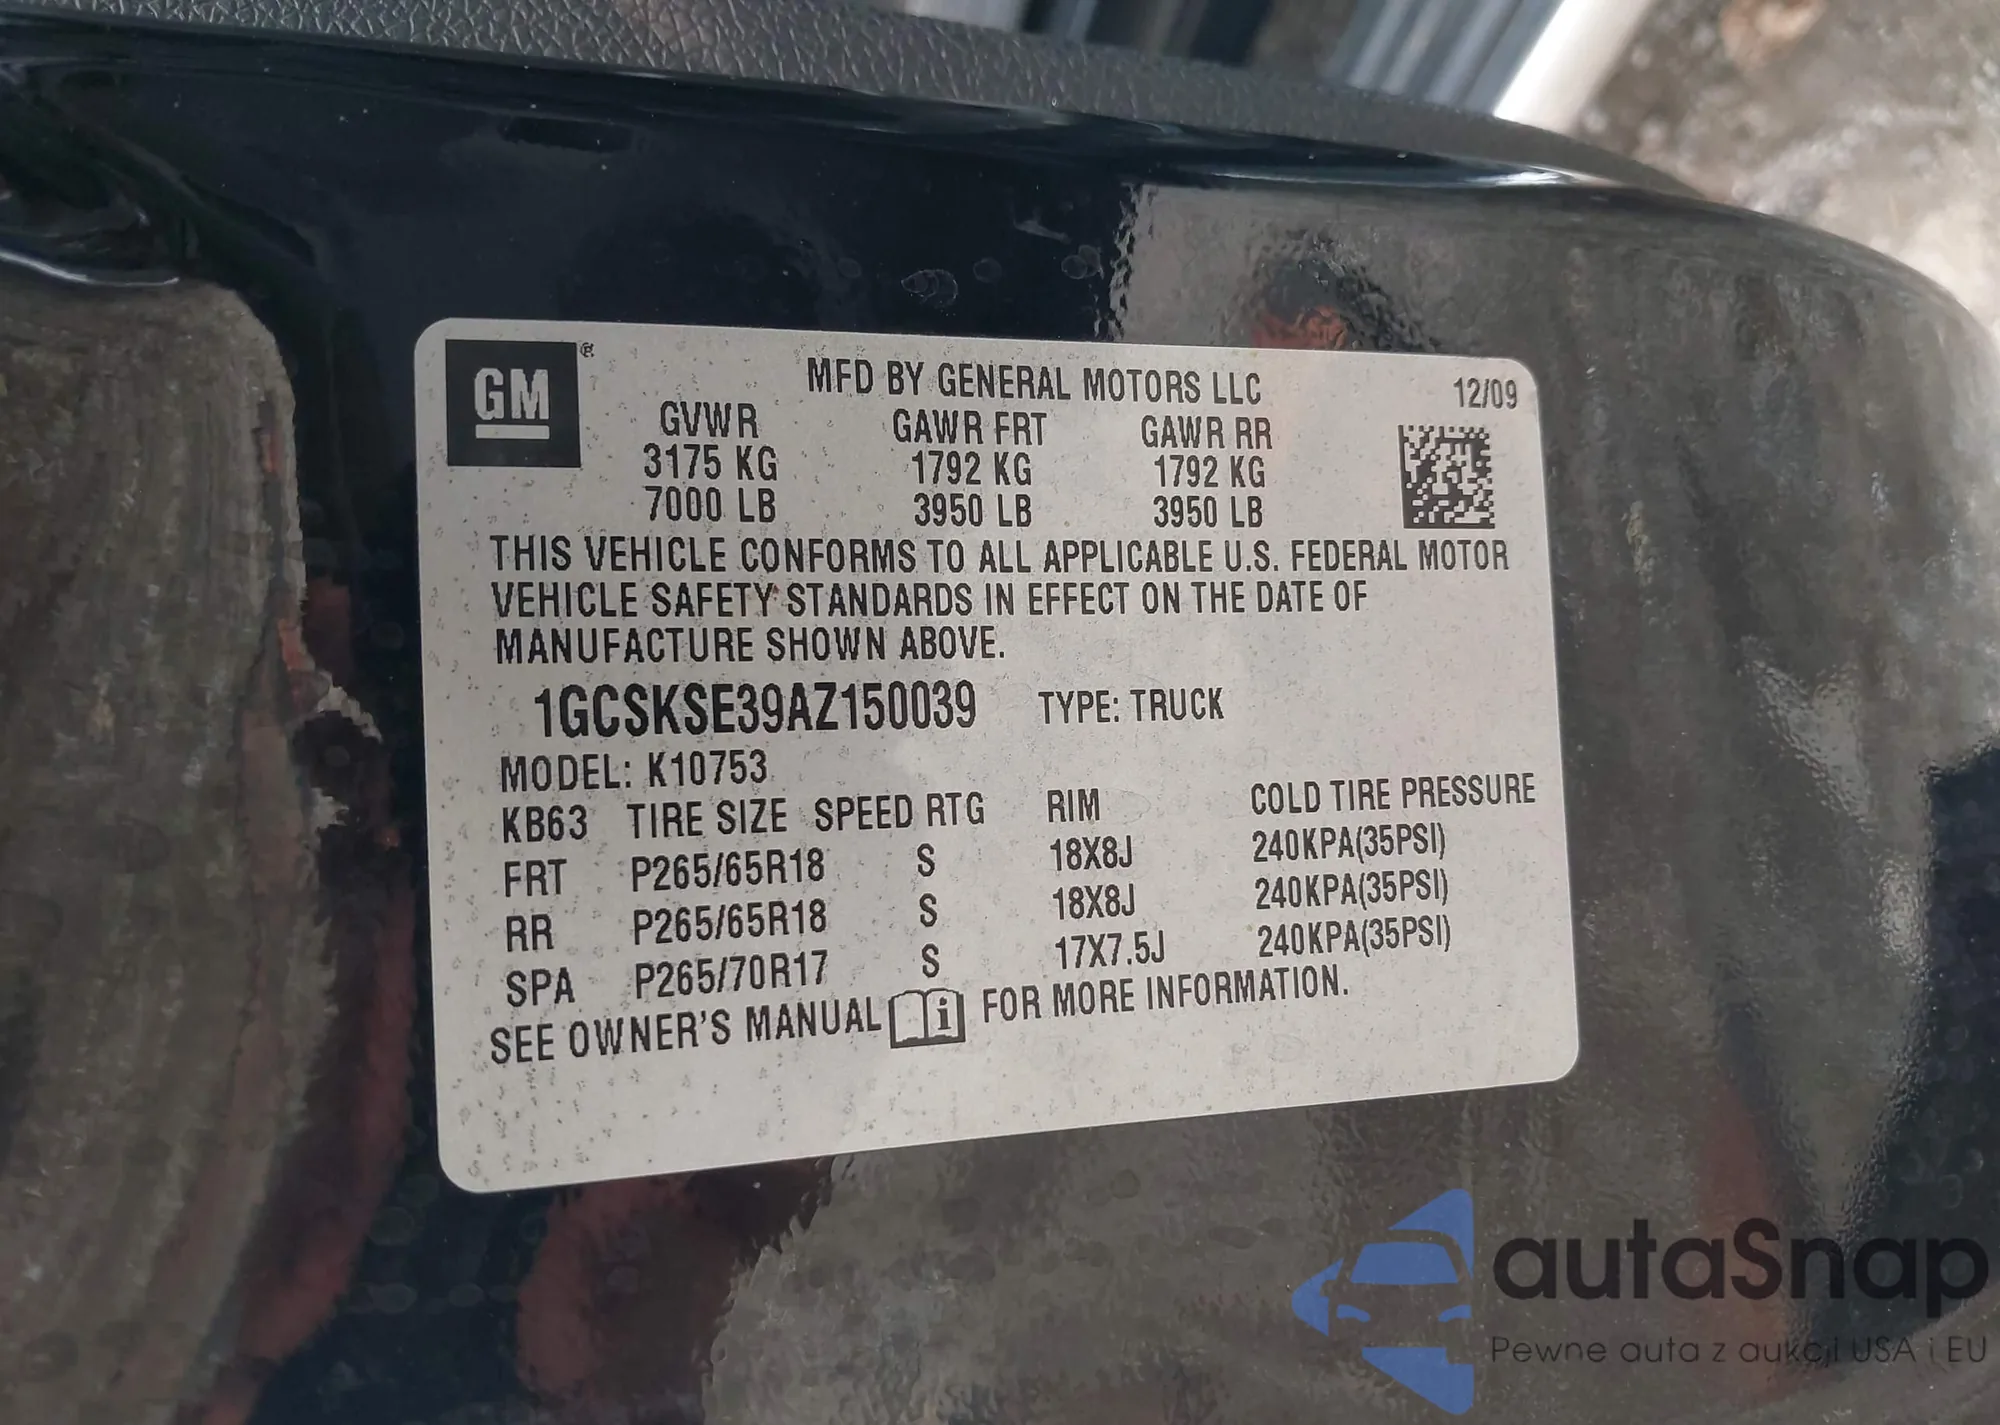 GM®
MFD BY GENERAL MOTORS LLC 12/09
GVWR GAWR FRT GAWR RR
3175 KG 1792 KG 1792 KG
7000 LB 3950 LB 3950 LB
THIS VEHICLE CONFORMS TO ALL APPLICABLE U.S. FEDERAL MOTOR
VEHICLE SAFETY STANDARDS IN EFFECT ON THE DATE OF
MANUFACTURE SHOWN ABOVE.
1GCSKSE39AZ150039 TYPE: TRUCK
MODEL: K10753
KB63 TIRE SIZE SPEED RTG RIM COLD TIRE PRESSURE
FRT P265/65R18 S 18X8J 240KPA(35PSI)
RR P265/65R18 S 18X8J 240KPA(35PSI)
SPA P265/70R17 S 17X7.5J 240KPA(35PSI)
SEE OWNER'S MANUAL i FOR MORE INFORMATION.
autaSnap
Pewne auta z aukcji USA i EU